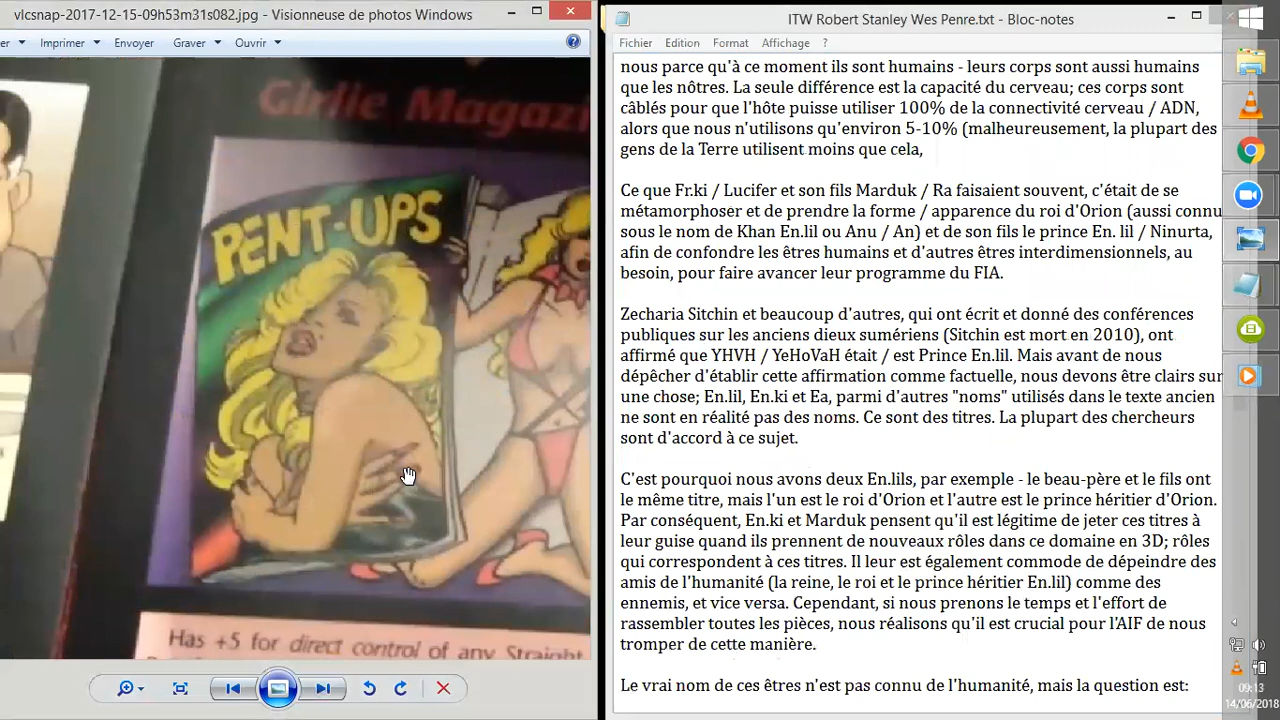 vlcsnap-2017-12-15-09h53m31s082.jpg - Visionneuse de photos Windows
Imprimer
Envoyer
Graver
Ouvrir
PENT-UPS
Has +5 for direct control of any Straight
ITW Robert Stanley Wes Penre.txt - Bloc-notes
Fichier Edition Format Affichage ?
nous parce qu'à ce moment ils sont humains - leurs corps sont aussi humains
que les nôtres. La seule différence est la capacité du cerveau; ces corps sont
câblés pour que l'hôte puisse utiliser 100% de la connectivité cerveau / ADN,
alors que nous n'utilisons qu'environ 5-10% (malheureusement, la plupart des
gens de la Terre utilisent moins que cela,
Ce que Fr.ki / Lucifer et son fils Marduk / Ra faisaient souvent, c'était de se
métamorphoser et de prendre la forme / apparence du roi d'Orion (aussi connu
sous le nom de Khan En.lil ou Anu / An) et de son fils le prince En. lil / Ninurta,
afin de confondre les êtres humains et d'autres êtres interdimensionnels, au
besoin, pour faire avancer leur programme du FIA.
Zecharia Sitchin et beaucoup d'autres, qui ont écrit et donné des conférences
publiques sur les anciens dieux sumériens (Sitchin est mort en 2010), ont
affirmé que YHVH / YeHoVaH était / est Prince En.lil. Mais avant de nous
dépêcher d'établir cette affirmation comme factuelle, nous devons être clairs sur
une chose; En.lil, En.ki et Ea, parmi d'autres "noms" utilisés dans le texte ancien
ne sont en réalité pas des noms. Ce sont des titres. La plupart des chercheurs
sont d'accord à ce sujet.
C'est pourquoi nous avons deux En.lils, par exemple - le beau-père et le fils ont
le même titre, mais l'un est le roi d'Orion et l'autre est le prince héritier d'Orion.
Par conséquent, En.ki et Marduk pensent qu'il est légitime de jeter ces titres à
leur guise quand ils prennent de nouveaux rôles dans ce domaine en 3D; rôles
qui correspondent à ces titres. Il leur est également commode de dépeindre des
amis de l'humanité (la reine, le roi et le prince héritier En.lil) comme des
ennemis, et vice versa. Cependant, si nous prenons le temps et l'effort de
rassembler toutes les pièces, nous réalisons qu'il est crucial pour l'AIF de nous
tromper de cette manière.
Le vrai nom de ces êtres n'est pas connu de l'humanité, mais la question est:
09:13
14/06/2018